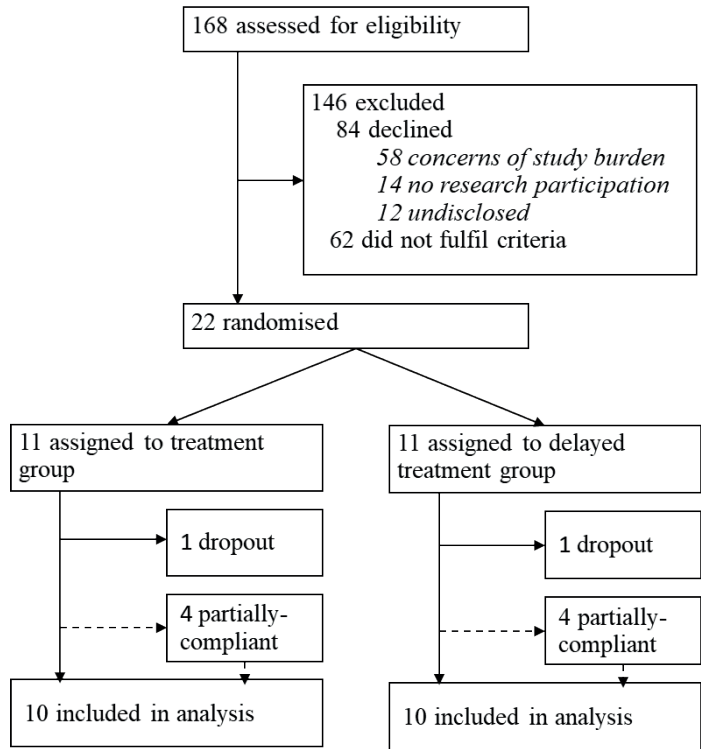 168 assessed for eligibility
146 excluded
84 declined
58 concerns of study burden
14 no research participation
12 undisclosed
62 did not fulfil criteria
22 randomised
11 assigned to treatment
group
11 assigned to delayed
treatment group
1 dropout
1 dropout
4 partially-
compliant
4 partially-
compliant
10 included in analysis
10 included in analysis